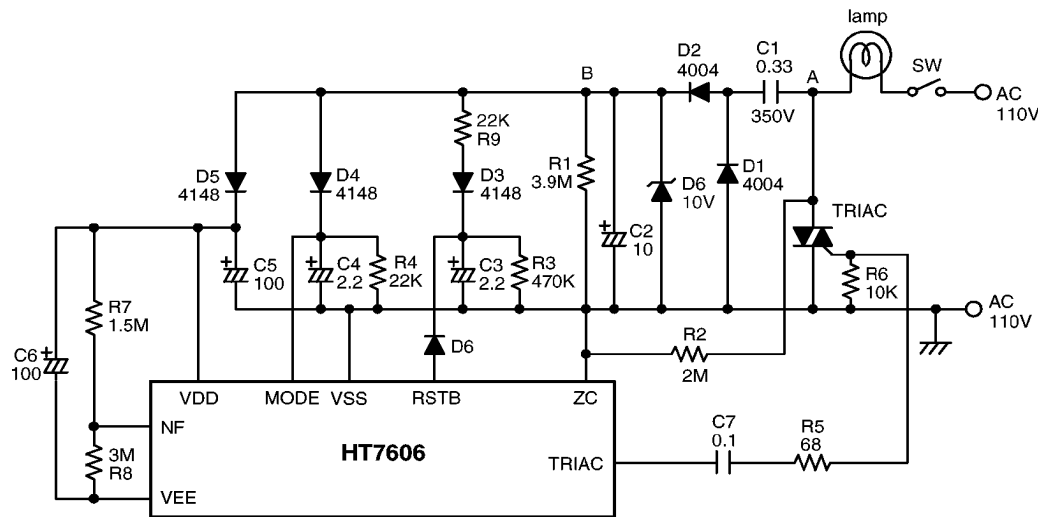 lamp
D2
4004
C1
0.33
350V
A
SW
AC
110V
B
22K
R9
D5
4148
D4
4148
D3
4148
R1
3.9M
D6
10V
D1
4004
TRIAC
C5
100
C4
2.2
R4
22K
C3
2.2
R3
470K
C2
10
R6
10K
R7
1.5M
AC
110V
C6
100
D6
R2
2M
VDD
MODE
VSS
RSTB
ZC
NF
3M
R8
HT7606
TRIAC
C7
0.1
R5
68
VEE